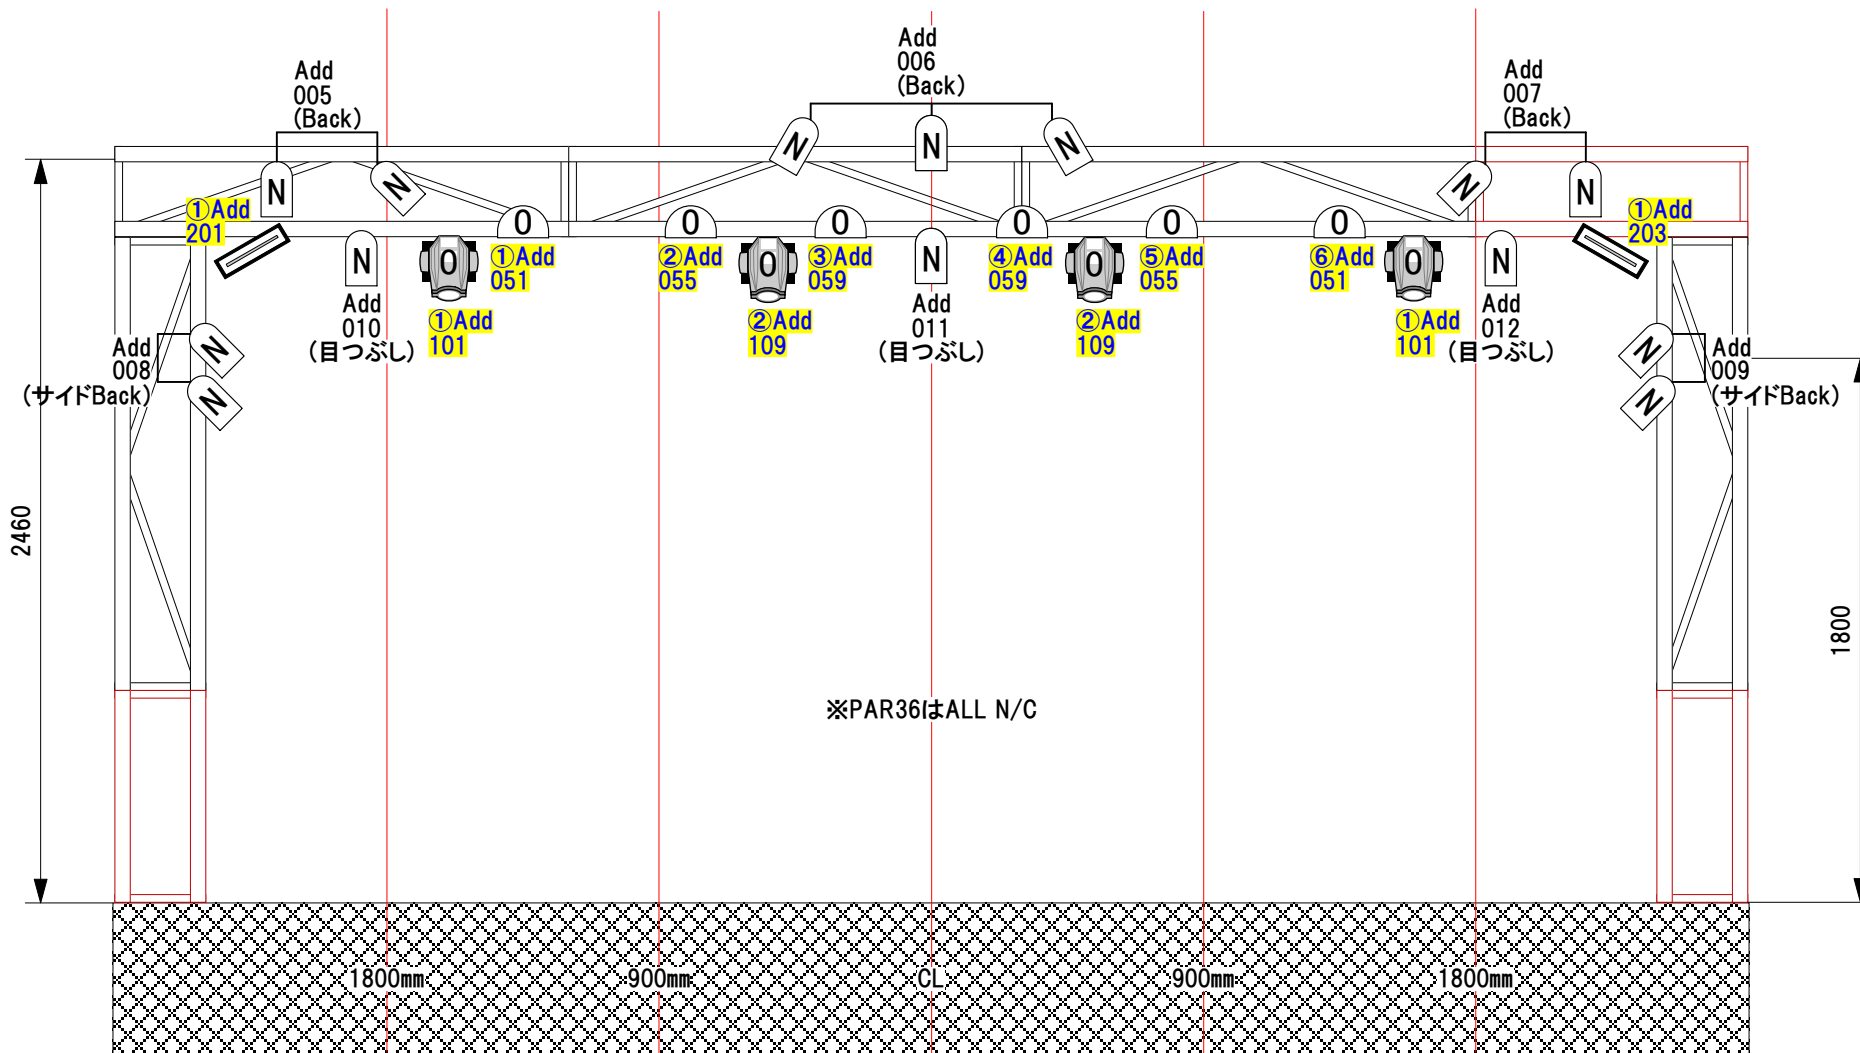 Add
006
(Back)
Add
005
(Back)
Add
007
(Back)
N
N
N
N
N
N
N
①Add
201
①Add
203
0
0
0
0
0
0
N
0
①Add
051
②Add
055
0
③Add
059
N
④Add
059
0
⑤Add
055
⑥Add
051
0
N
Add
010
(目つぶし)
①Add
101
②Add
109
Add
011
(目つぶし)
②Add
109
①Add
101
Add
012
(目つぶし)
Add
008
(サイドBack)
N
N
N
N
Add
009
(サイドBack)
2460
1800
※PAR36はALL N/C
1800mm
900mm
CL
900mm
1800mm